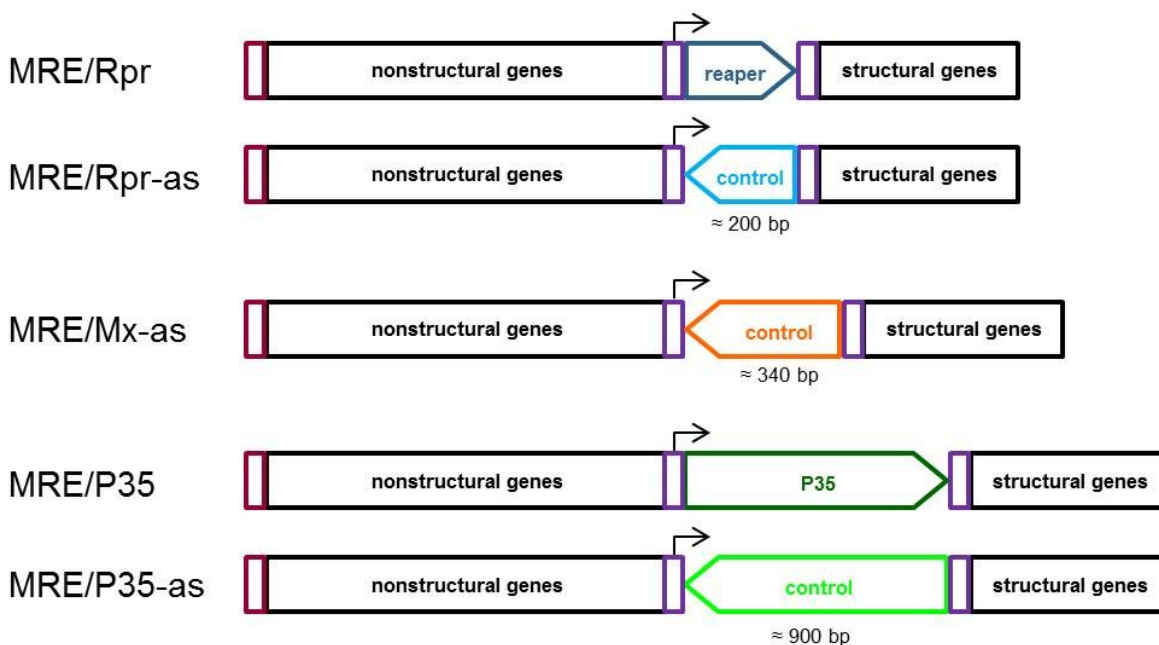 MRE/Rpr nonstructural genes reaper structural genes
MRE/Rpr-as nonstructural genes control structural genes
≈ 200 bp
MRE/Mx-as nonstructural genes control structural genes
≈ 340 bp
MRE/P35 nonstructural genes P35 structural genes
MRE/P35-as nonstructural genes control structural genes
≈ 900 bp